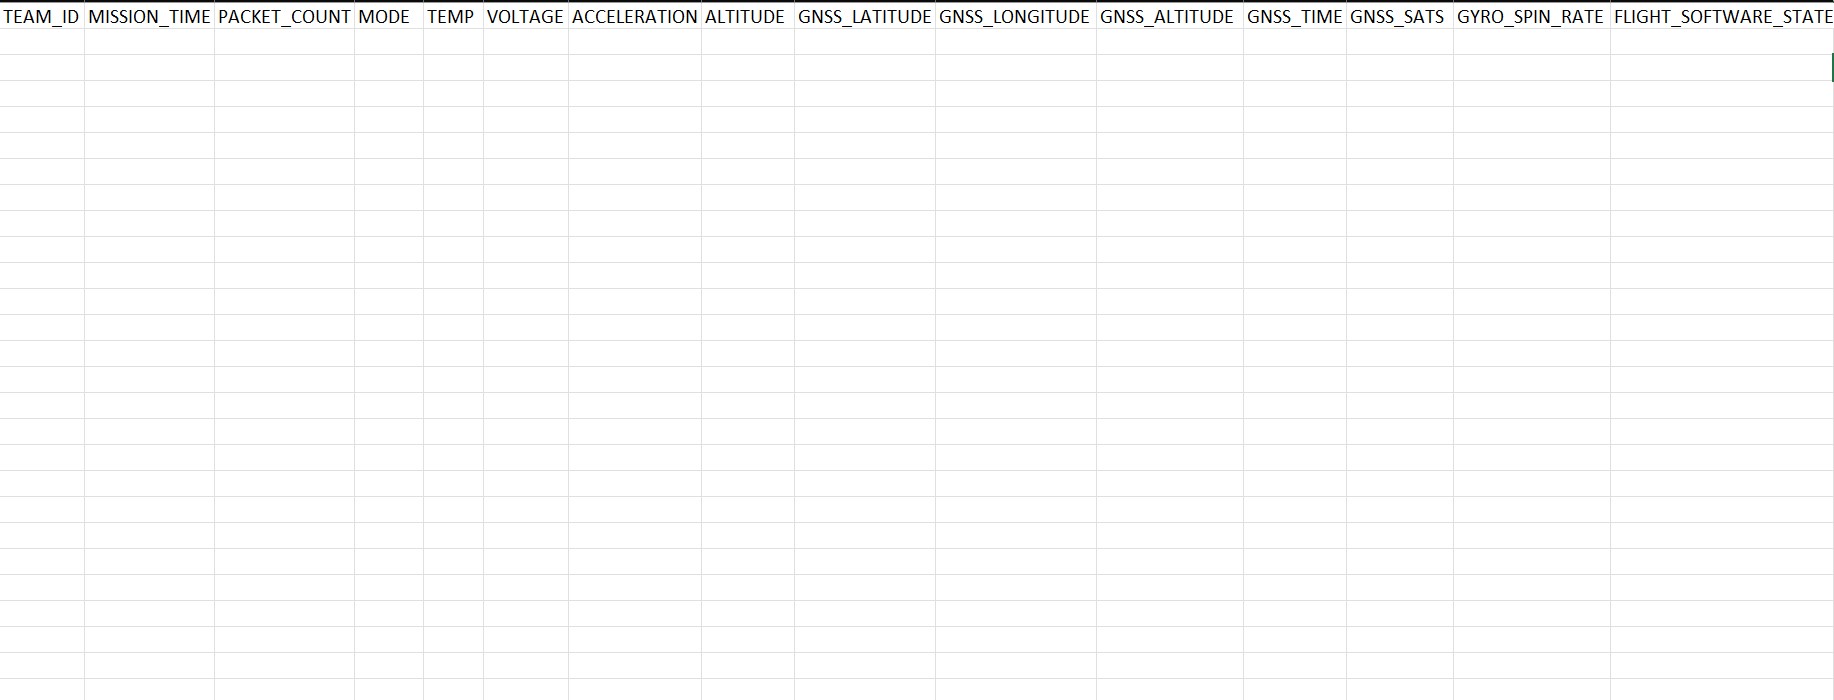 TEAM_ID MISSION_TIME PACKET_COUNT MODE TEMP VOLTAGE ACCELERATION ALTITUDE GNSS_LATITUDE GNSS_LONGITUDE GNSS_ALTITUDE GNSS_TIME GNSS_SATS GYRO_SPIN_RATE FLIGHT_SOFTWARE_STATE